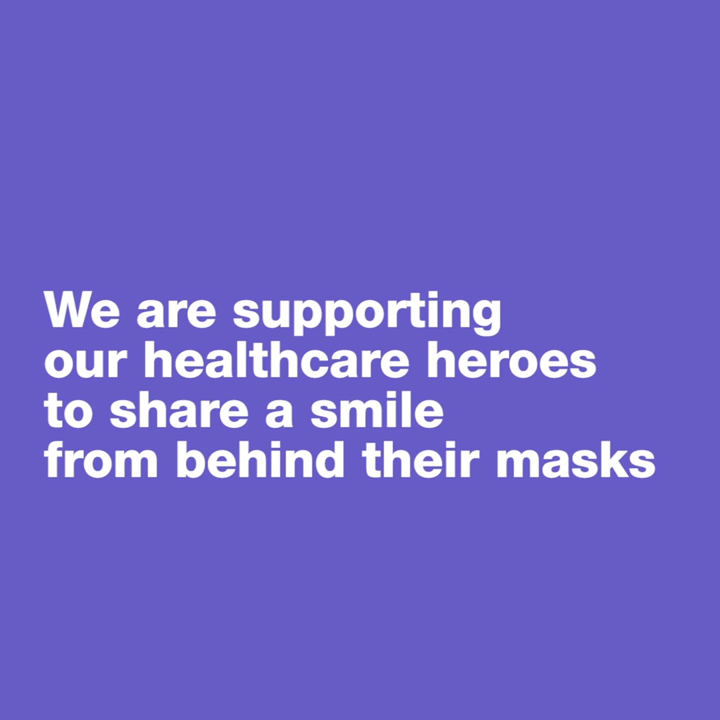 We are supporting
our healthcare heroes
to share a smile
from behind their masks